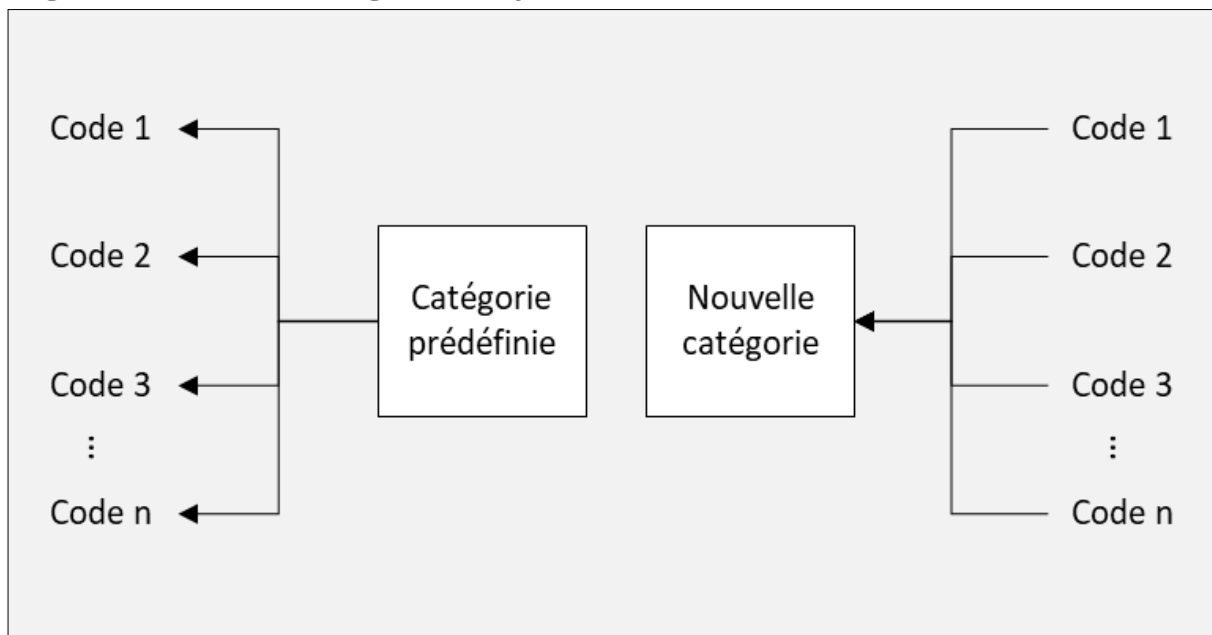 Code 1
Code 2
Code 3
⋮
Code n
Catégorie
prédéfinie
Nouvelle
catégorie
Code 1
Code 2
Code 3
⋮
Code n